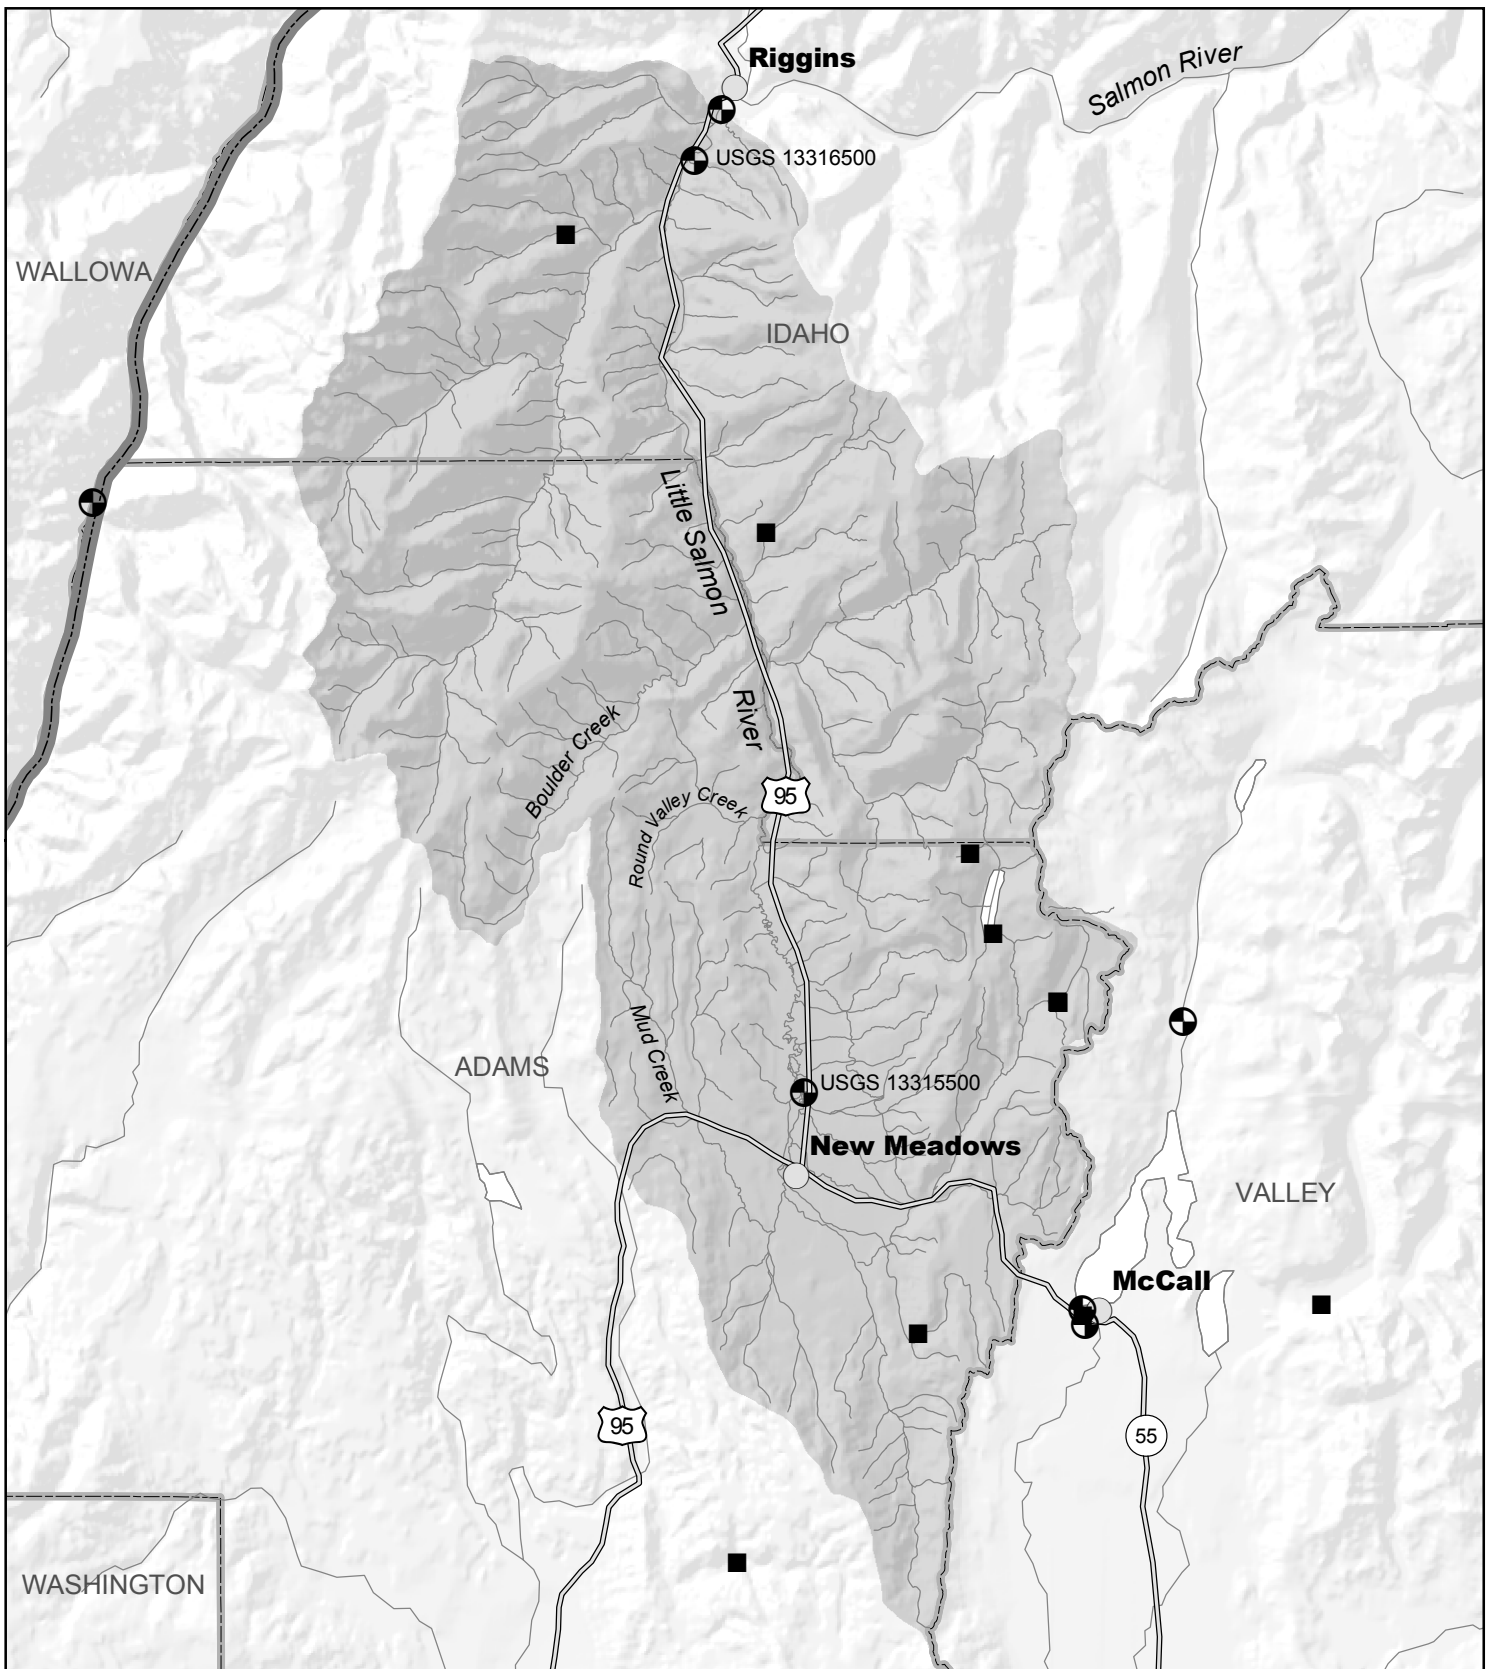 Riggins
Salmon River
USGS 13316500
WALLOWA
IDAHO
Little Salmon
River
Boulder Creek
Round Valley Creek
95
Mud Creek
ADAMS
USGS 13315500
New Meadows
VALLEY
McCall
95
55
WASHINGTON